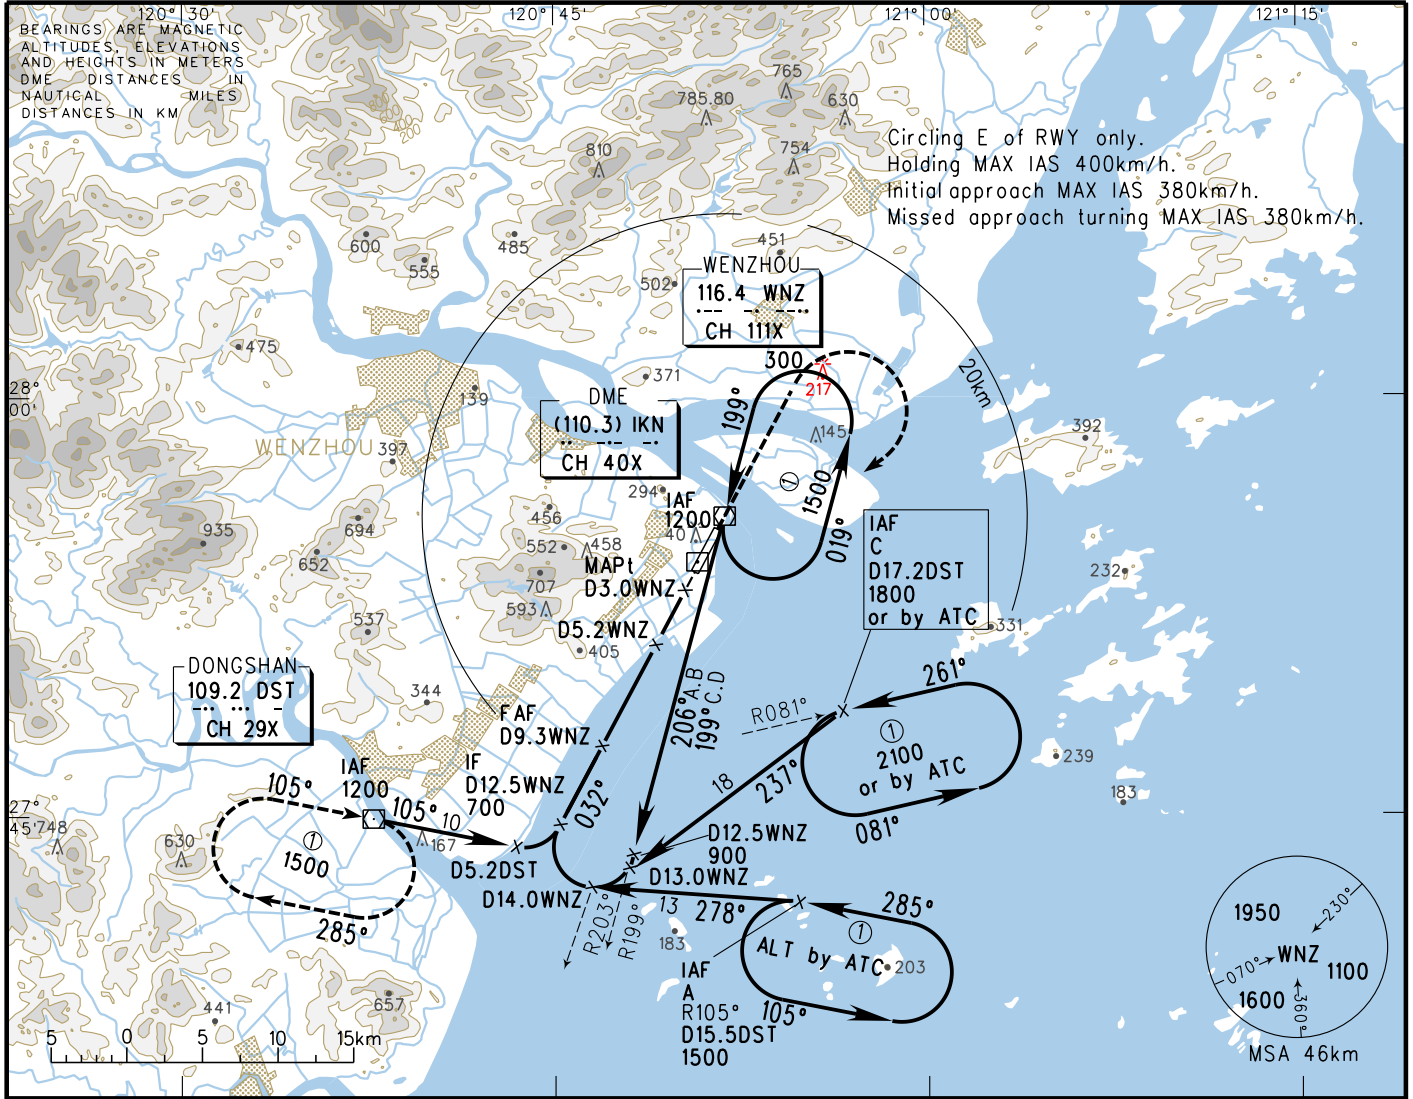 120° 30'
120° 45'
121° 00'
121° 15'
BEARINGS ARE MAGNETIC
ALTITUDES, ELEVATIONS
AND HEIGHTS IN METERS
DME DISTANCES IN
NAUTICAL MILES
DISTANCES IN KM
765
785.80
630
810
754
Circling E of RWY only.
Holding MAX IAS 400km/h.
Initial approach MAX IAS 380km/h.
Missed approach turning MAX IAS 380km/h.
600
485
555
451
502
WENZHOU
116.4 WNZ
CH 111X
475
300
371
217
20km
28°
00'
139
DME
(110.3) IKN
CH 40X
199°
145
392
WENZHOU
397
294
IAF
1200
1
1500
019°
456
694
935
652
552
458
40
MAPt
D3.0WNZ
707
593
IAF
C
D17.2DST
1800
or by ATC
232
331
537
D5.2WNZ
405
DONGSHAN
109.2 DST
CH 29X
344
206°A.B
199°C.D
R081°
261°
FAF
D9.3WNZ
1
2100
or by ATC
239
183
IAF
1200
IF
D12.5WNZ
700
032°
18
237°
081°
105°
105°
10
27°
45'
748
630
1
1500
167
D5.2DST
D12.5WNZ
900
D13.0WNZ
D14.0WNZ
13
278°
285°
285°
R203°
R199°
183
1
ALT by ATC
203
IAF
A
R105°
D15.5DST
1500
105°
1950
230°
WNZ
070°
1100
1600
360°
MSA 46km
657
441
5 0 5 10 15km